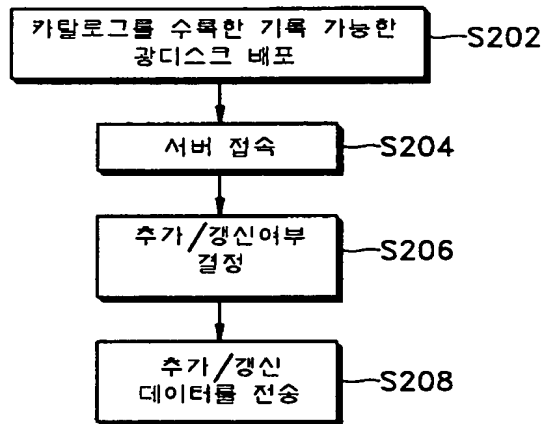 카탈로그를 수록한 기록 가능한
광디스크 배포
S202
서버 접속
S204
추가/갱신여부
결정
S206
추가/갱신
데이터를 전송
S208